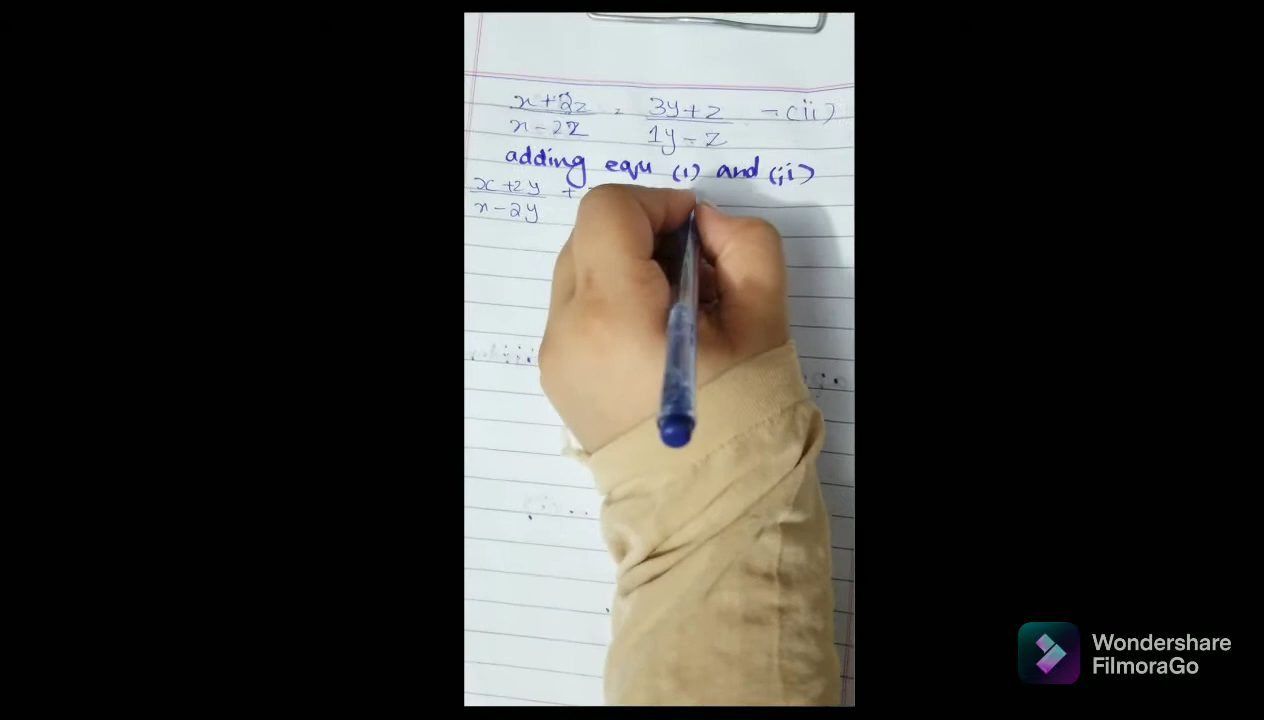 x+2z / x-2z = 3y+z / 1y-z -(ii)
adding equ (i) and (ii)
x+2y / x-2y +
Wondershare
FilmoraGo